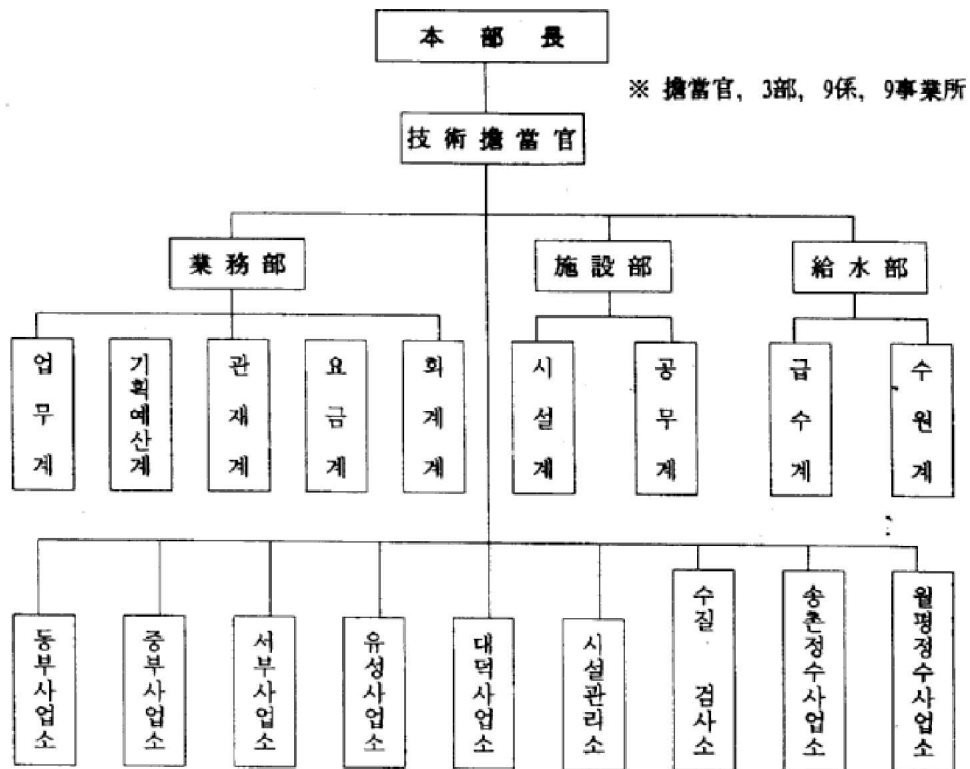 本部長
※ 擔當官, 3部, 9係, 9事業所
技術擔當官
業務部
施設部
給水部
업무계
기획예산계
관재계
요금계
회계계
시설계
공무계
급수계
수원계
동부사업소
중부사업소
서부사업소
유성사업소
대덕사업소
시설관리소
수질 검사소
송촌정수사업소
월평정수사업소